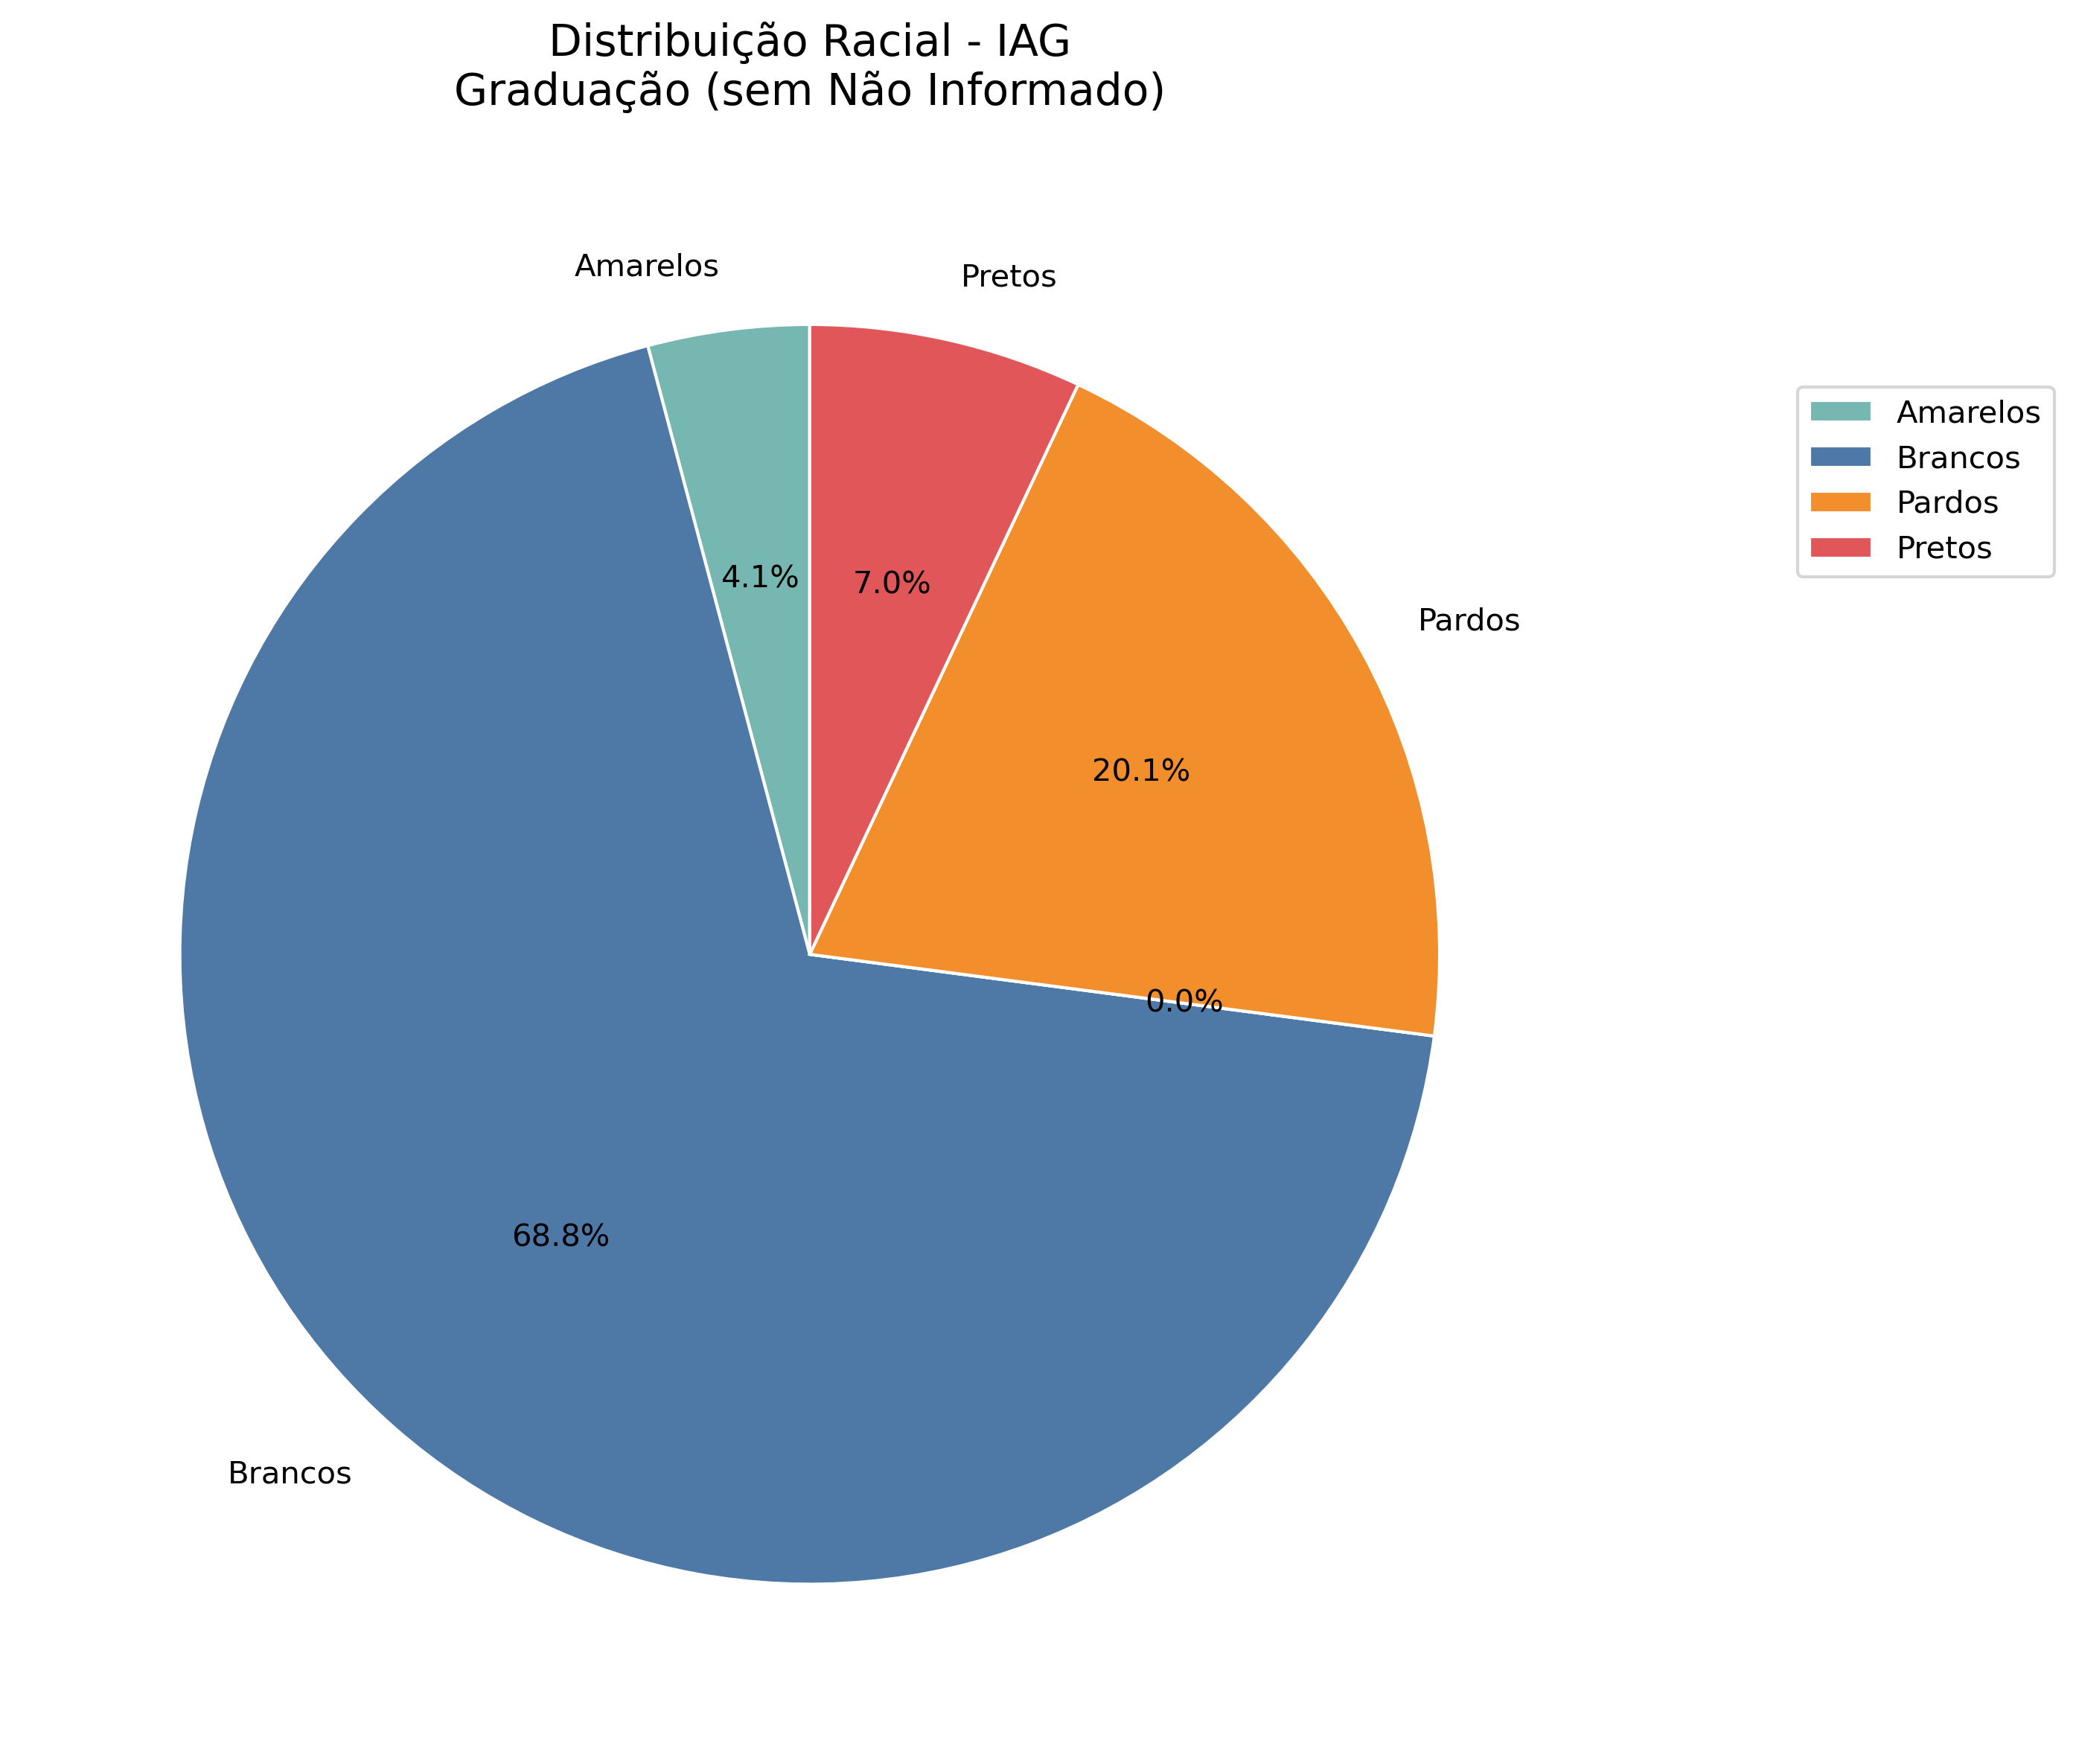 Distribuição Racial - IAG
Graduação (sem Não Informado)
Amarelos
Pretos
Pardos
Brancos
4.1%
7.0%
20.1%
0.0%
68.8%
Amarelos
Brancos
Pardos
Pretos